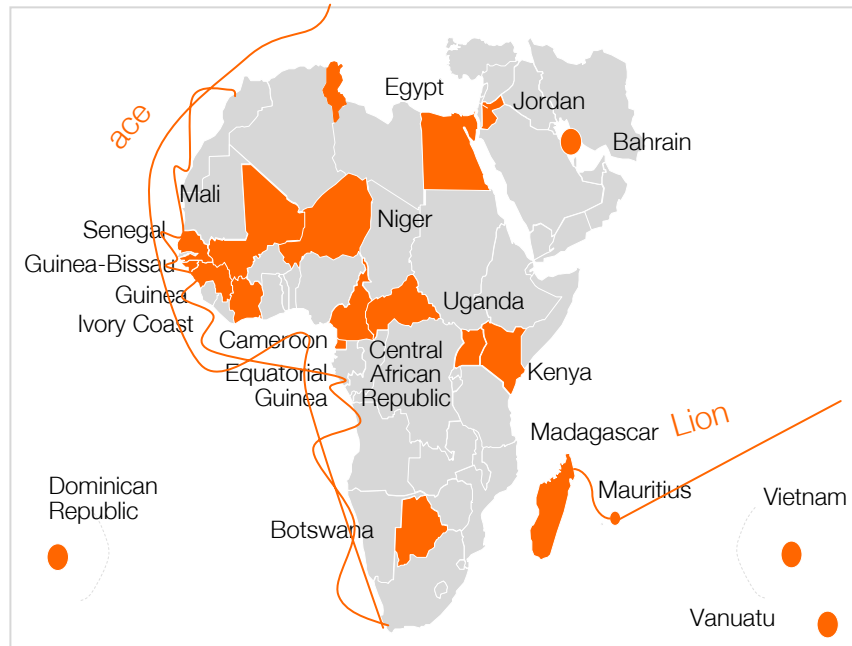 Egypt
Jordan
ace
Bahrain
Mali
Niger
Senegal
Guinea-Bissau
Guinea
Uganda
Ivory Coast
Cameroon
Central
African
Republic
Equatorial
Guinea
Kenya
Lion
Madagascar
Dominican
Republic
Mauritius
Vietnam
Botswana
Vanuatu